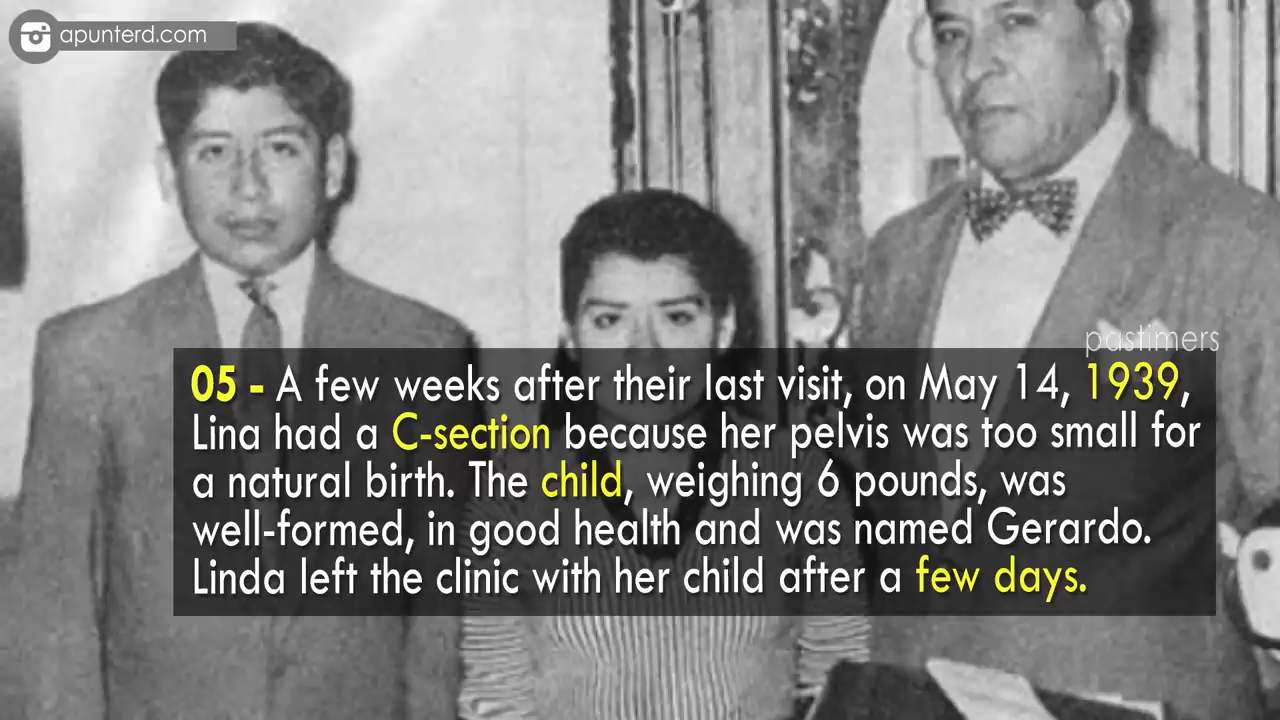 apunterd.com
pastimers
05 - A few weeks after their last visit, on May 14, 1939,
Lina had a C-section because her pelvis was too small for
a natural birth. The child, weighing 6 pounds, was
well-formed, in good health and was named Gerardo.
Linda left the clinic with her child after a few days.